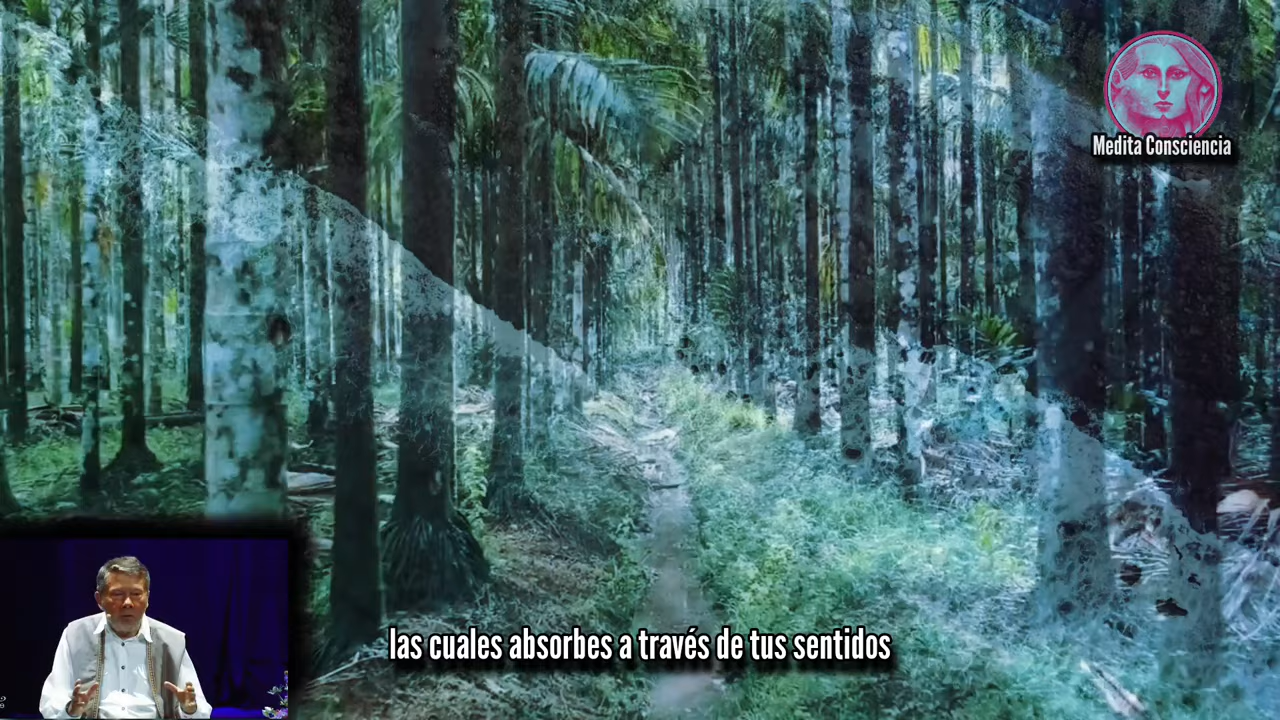 Medita Consciencia
las cuales absorbes a través de tus sentidos